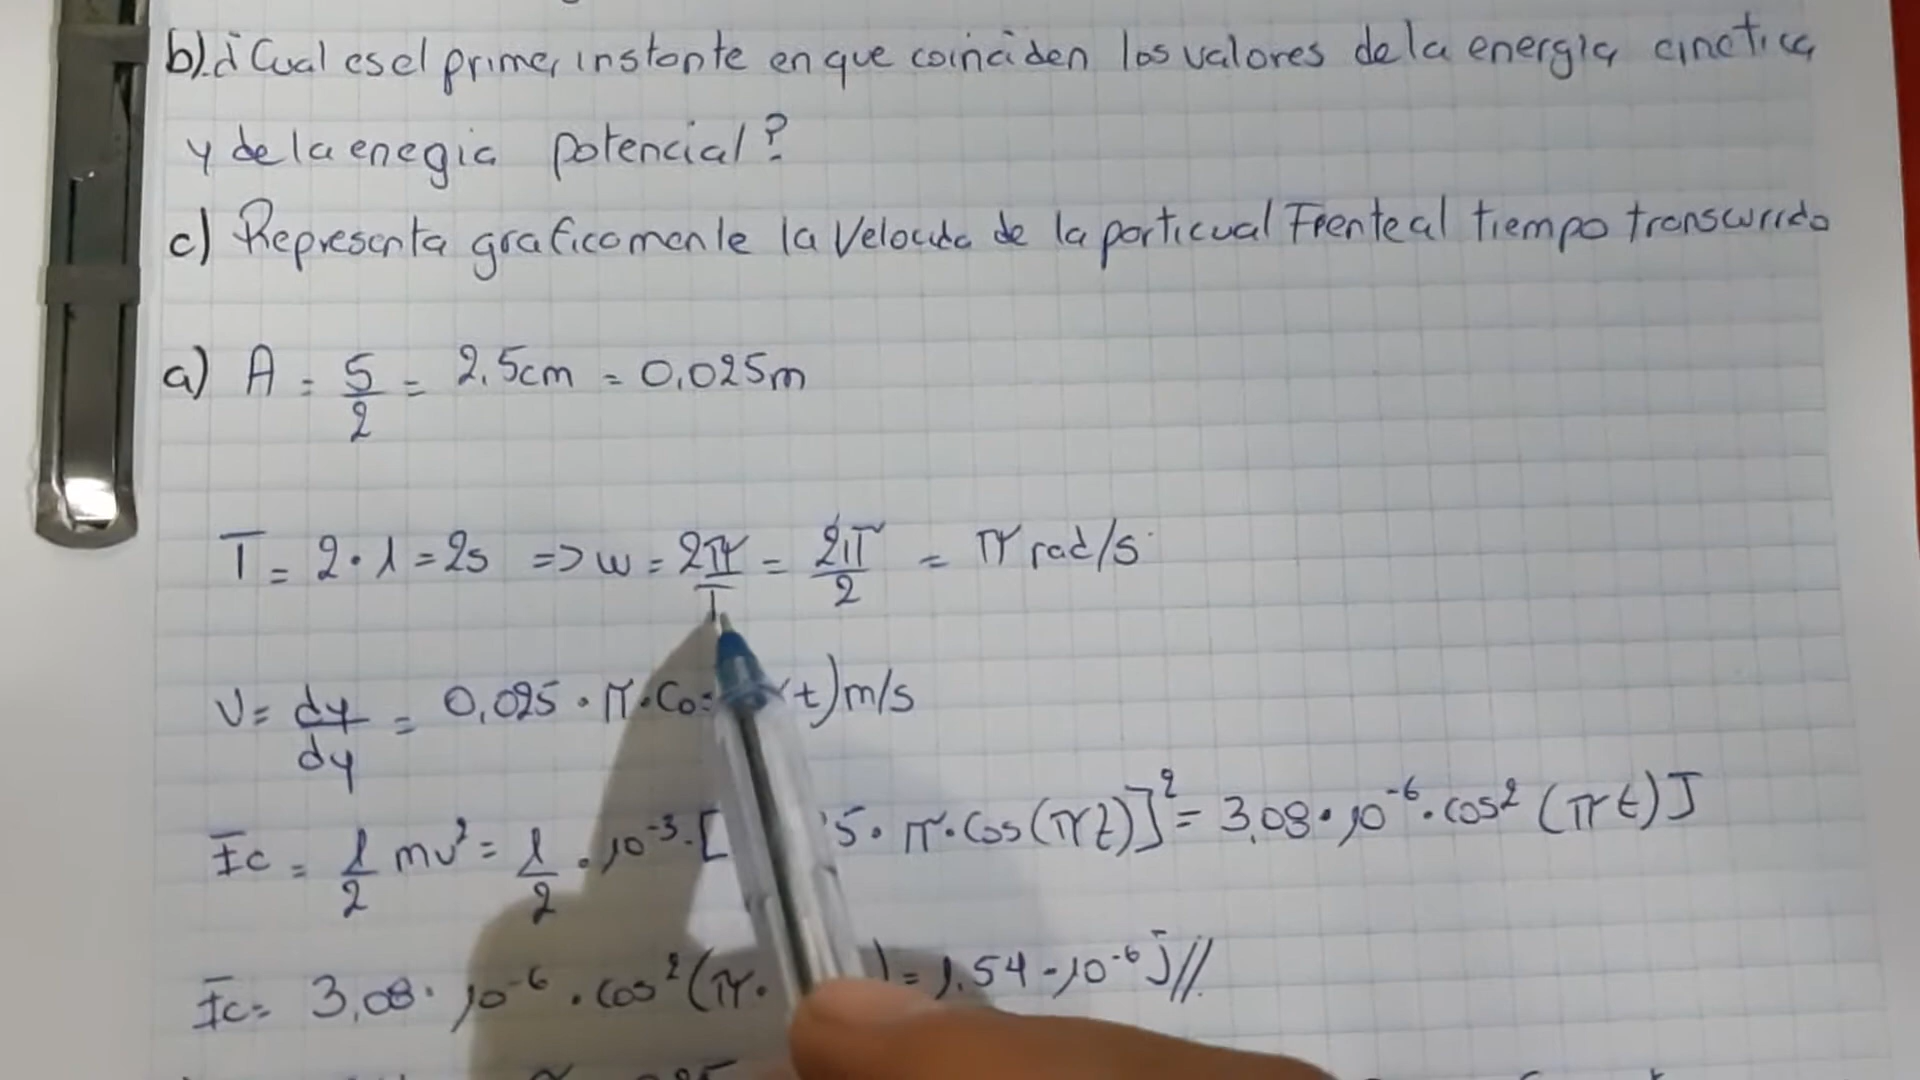 b). ¿Cual es el primer instante en que coinciden los valores de la energia cinetica
y de la enegia potencial?
c) Representa graficamente la Velocida de la particual Frente al tiempo transcurrido
a) A = 5/2 = 2.5cm = 0.025m
T = 2 · 1 = 2s => w = 2π/T = 2π/2 = π rad/s
V = dy/dy = 0.025 · π · Cos t) m/s
Ec = 1/2 mv² = 1/2 · 10⁻³ · [ 5 · π · Cos(πt)]² = 3,08 · 10⁻⁶ · cos² (πt) J
Ec = 3,08 · 10⁻⁶ · cos² (π · ) = 1.54 - 10⁻⁶ J //